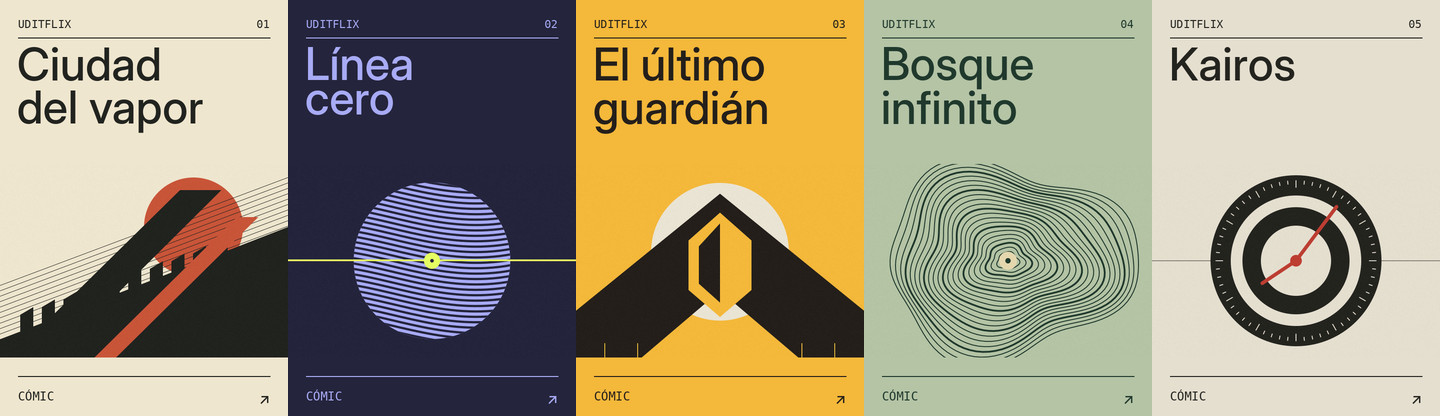 UDITFLIX 01
Ciudad
del vapor
CÓMIC
UDITFLIX 02
Línea
cero
CÓMIC
UDITFLIX 03
El último
guardián
CÓMIC
UDITFLIX 04
Bosque
infinito
CÓMIC
UDITFLIX 05
Kairos
CÓMIC